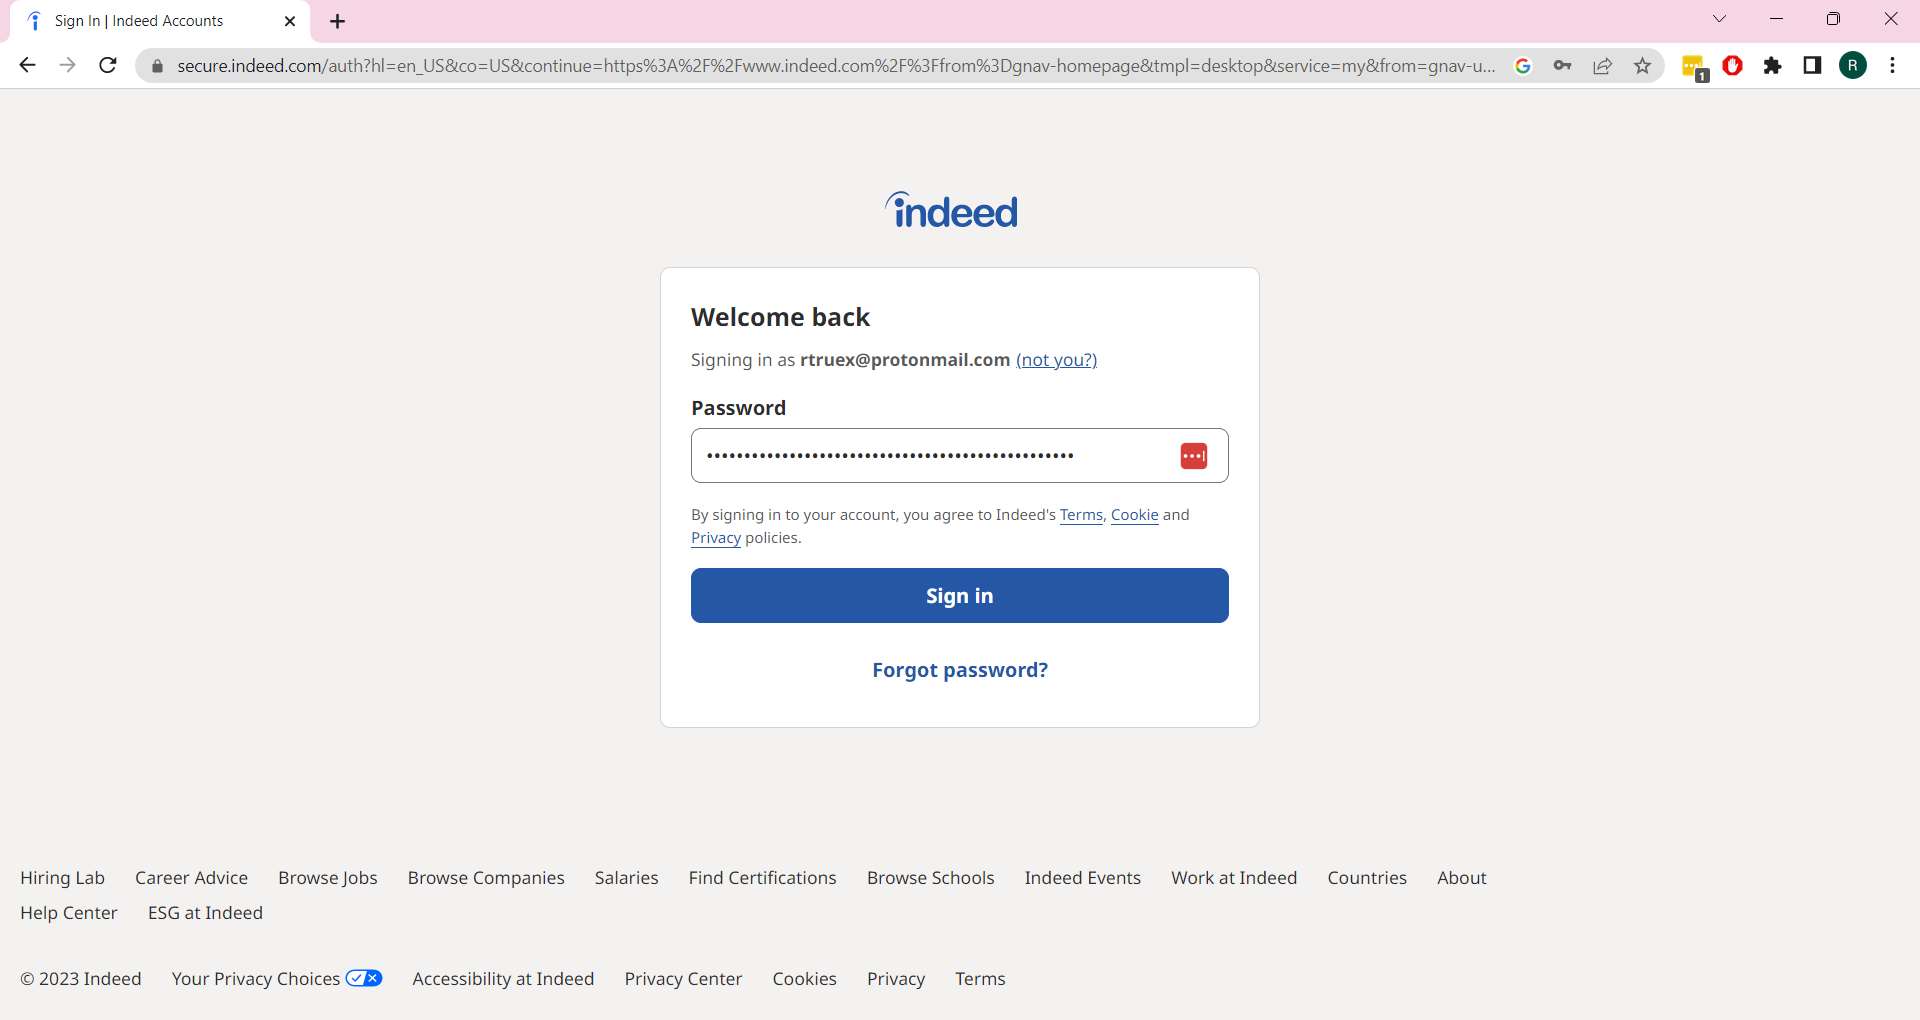 Sign In | Indeed Accounts
secure.indeed.com/auth?hl=en_US&co=US&continue=https%3A%2F%2Fwww.indeed.com%2F%3Ffrom%3Dgnav-homepage&tmpl=desktop&service=my&from=gnav-u...
1
R
indeed
Welcome back
Signing in as rtruex@protonmail.com (not you?)
Password
By signing in to your account, you agree to Indeed's Terms, Cookie and
Privacy policies.
Sign in
Forgot password?
Hiring Lab Career Advice Browse Jobs Browse Companies Salaries Find Certifications Browse Schools Indeed Events Work at Indeed Countries About
Help Center ESG at Indeed
© 2023 Indeed Your Privacy Choices Accessibility at Indeed Privacy Center Cookies Privacy Terms